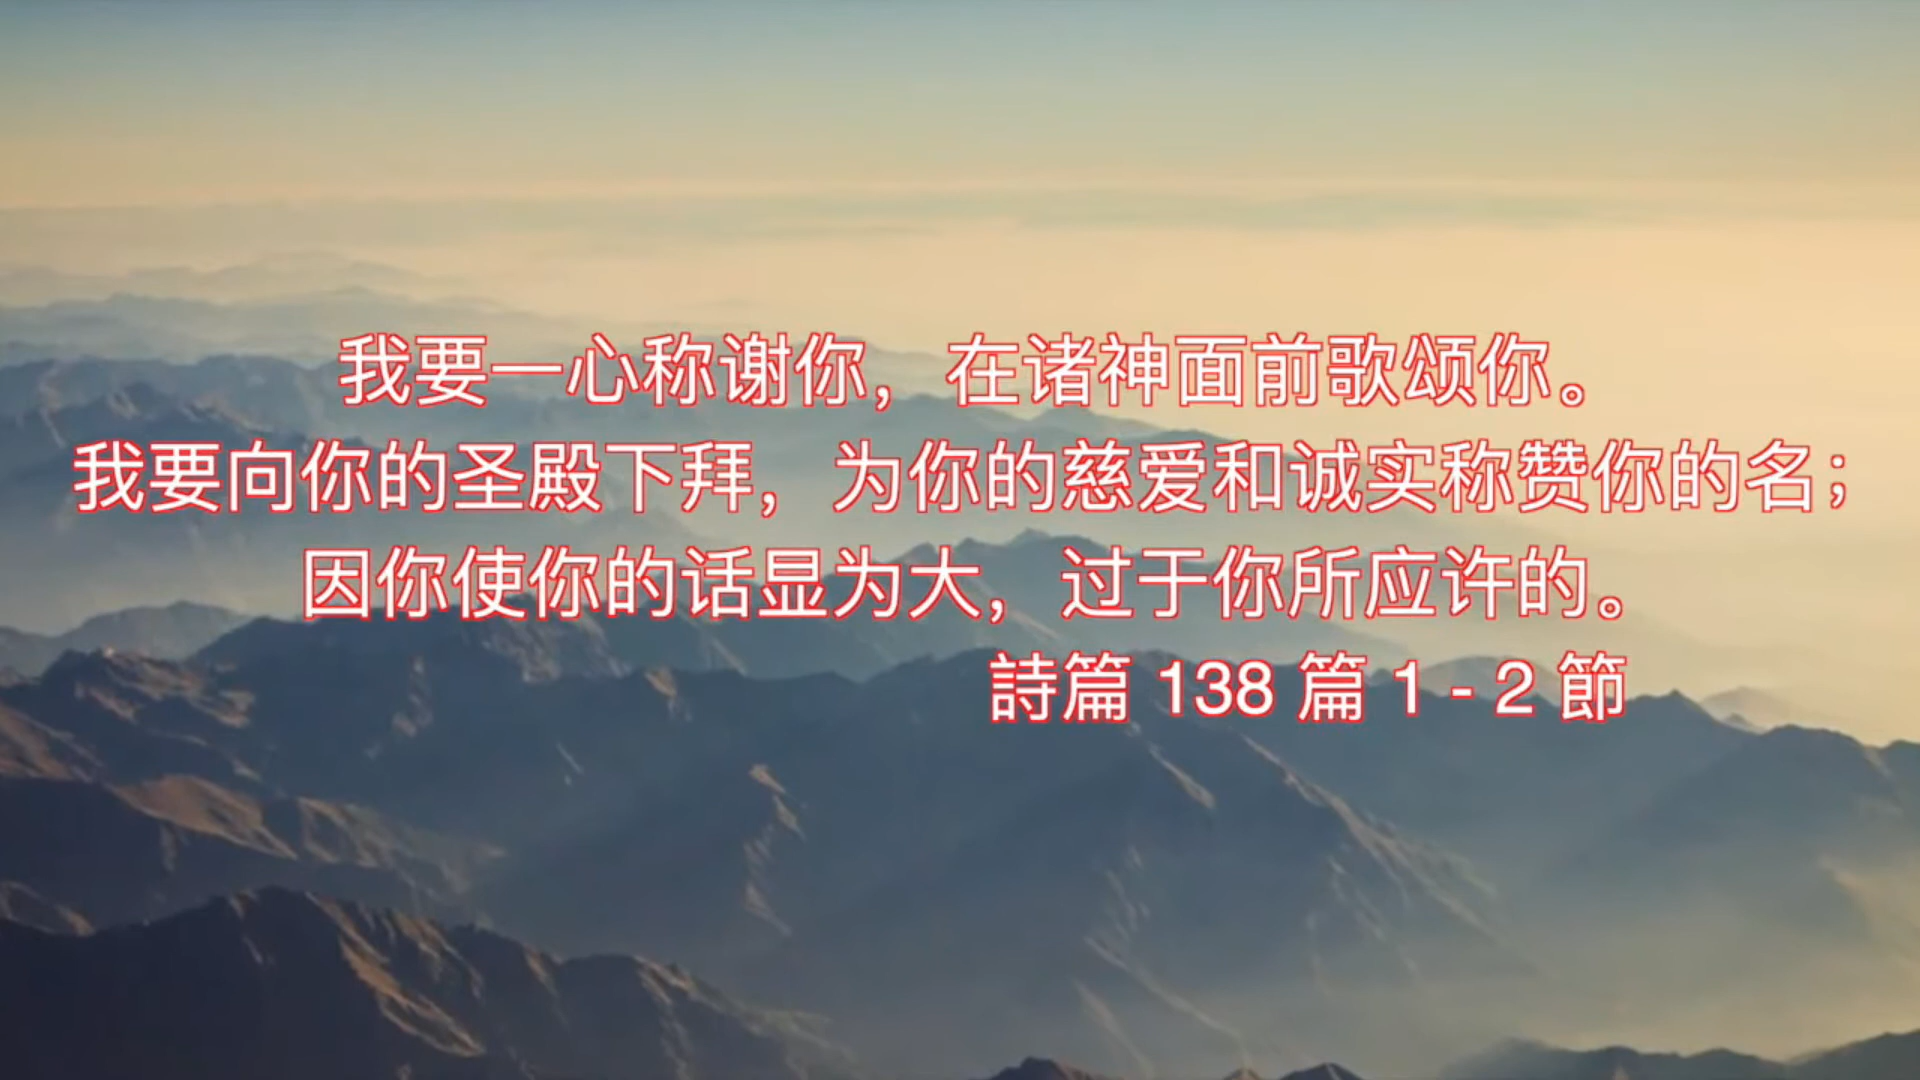 我要一心称谢你，在诸神面前歌颂你。
我要向你的圣殿下拜，为你的慈爱和诚实称赞你的名；
因你使你的话显为大，过于你所应许的。
詩篇 138 篇 1 - 2 節